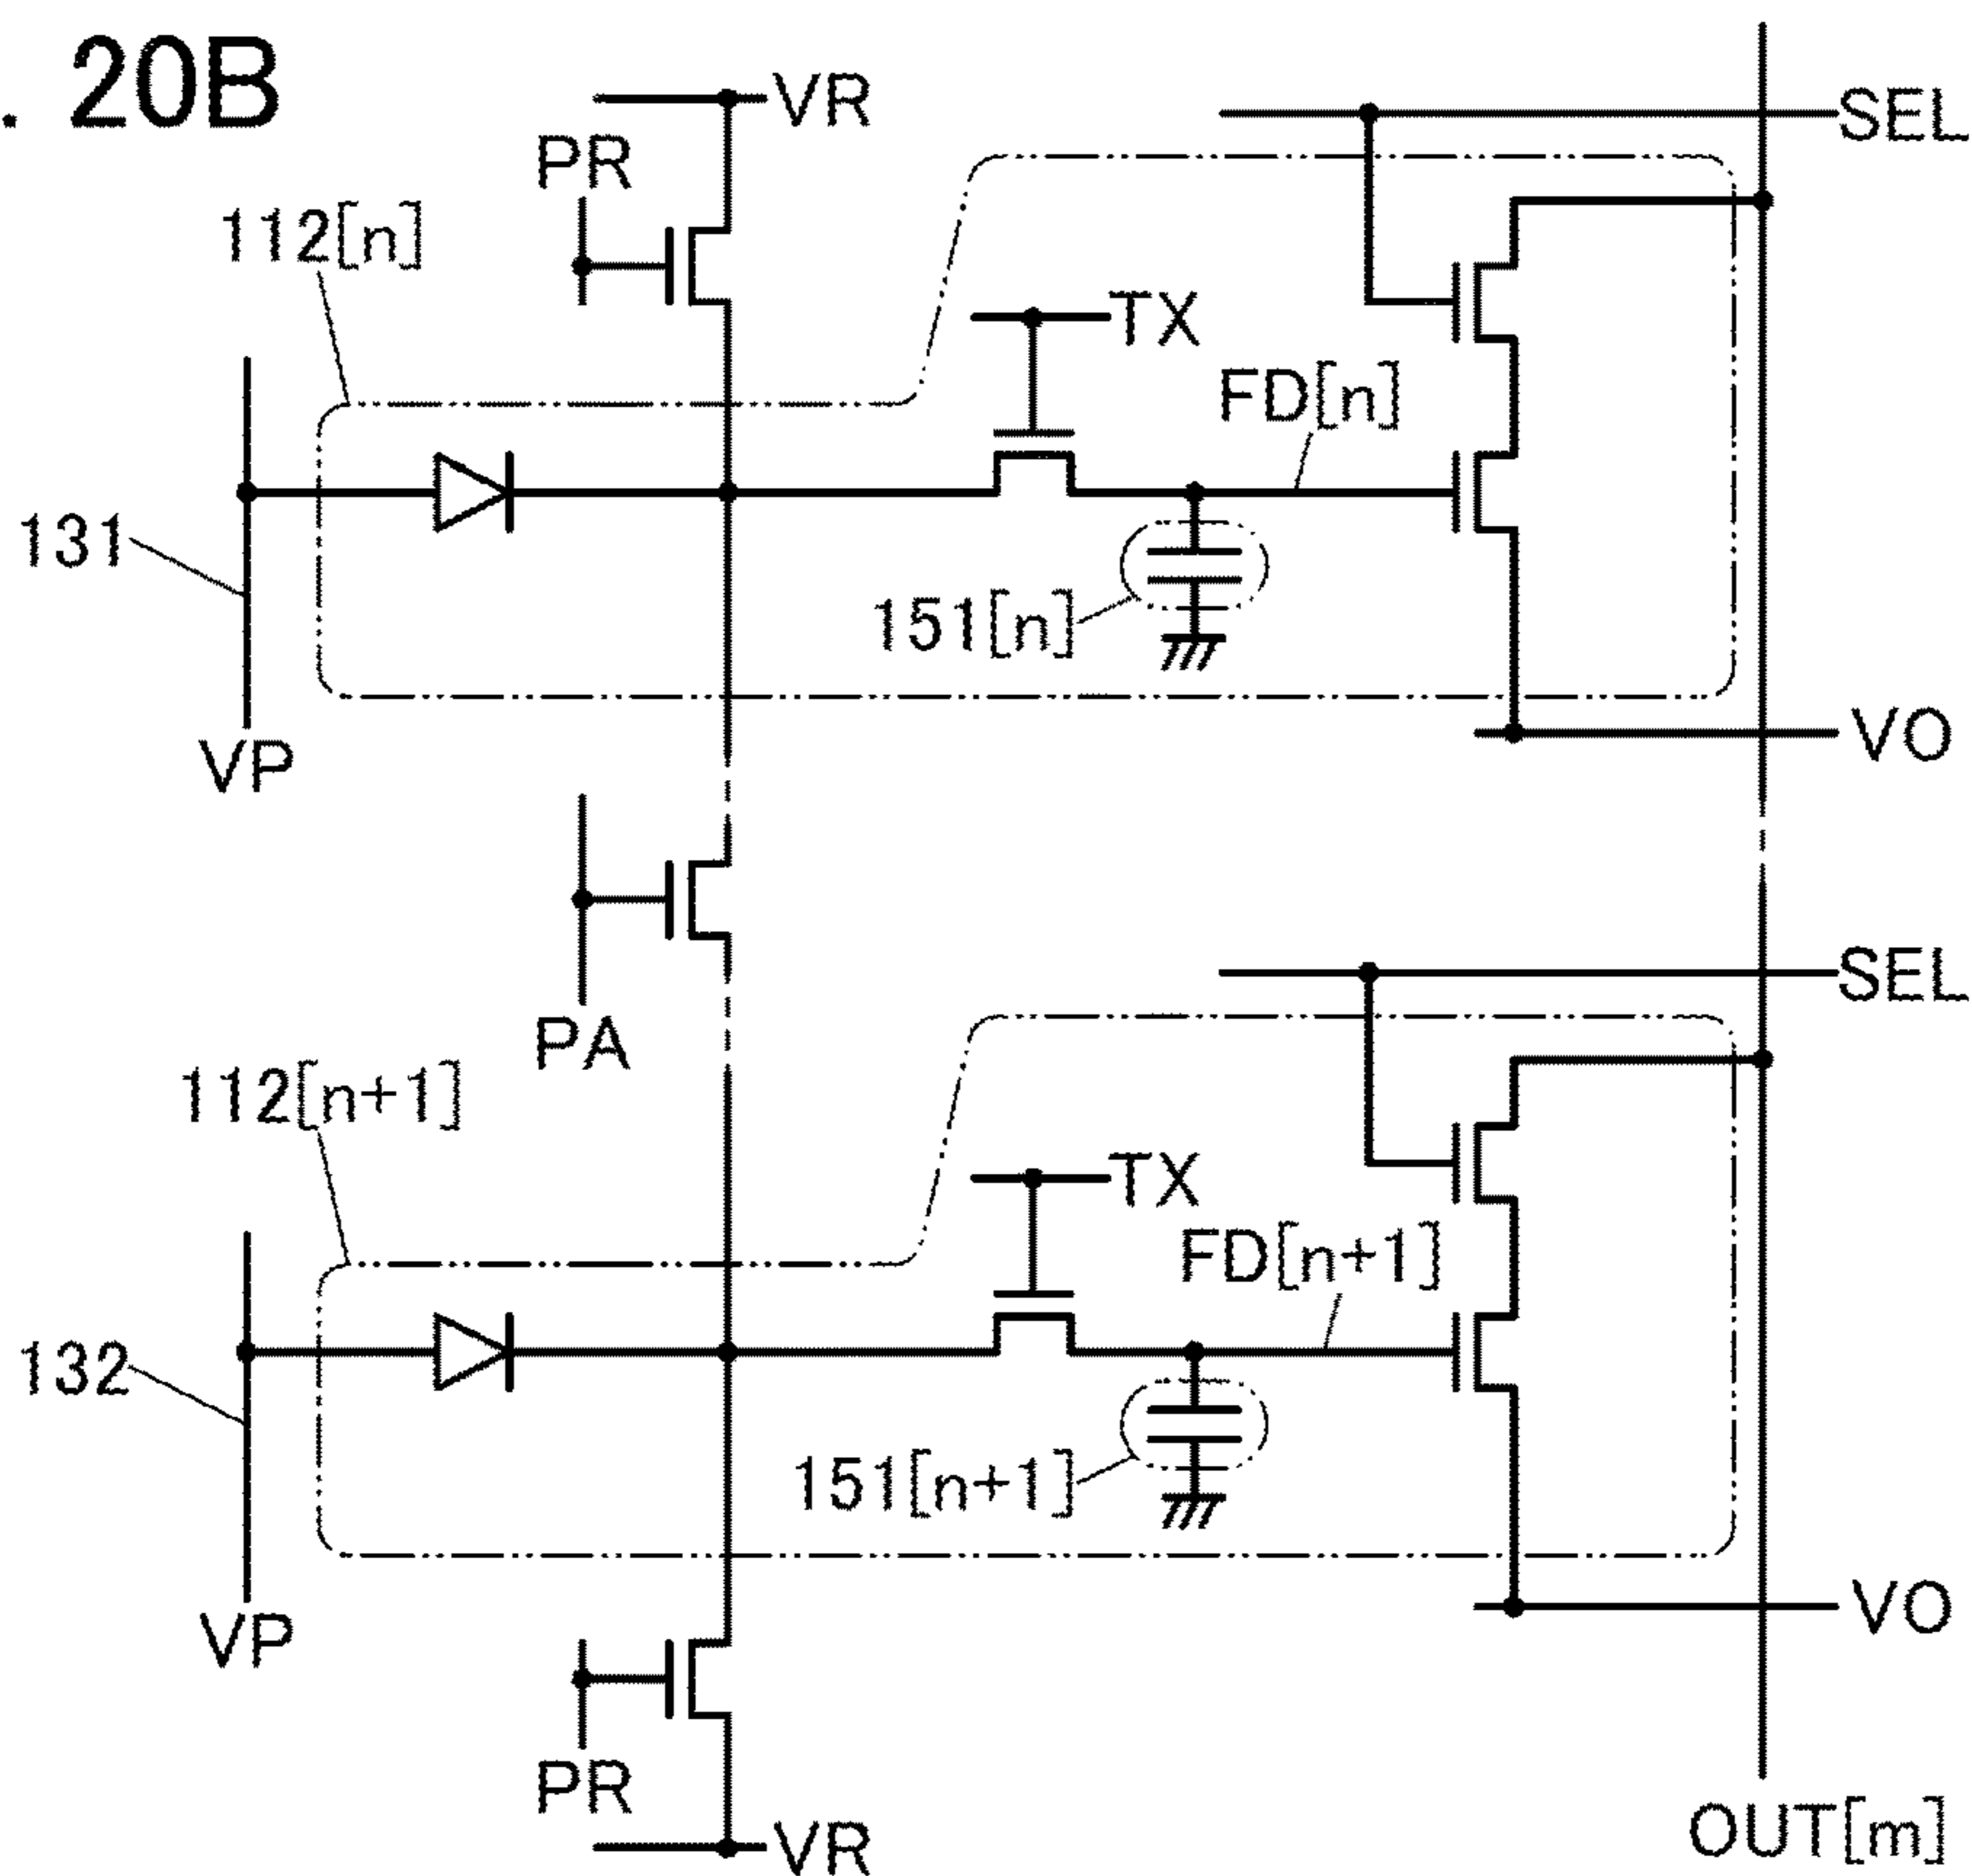 . 20B
VR
SEL
PR
112[n]
TX
FD[n]
131
151[n]
VO
VP
SEL
PA
112[n+1]
TX
FD[n+1]
132
151[n+1]
VO
VP
PR
OUT[m]
VR